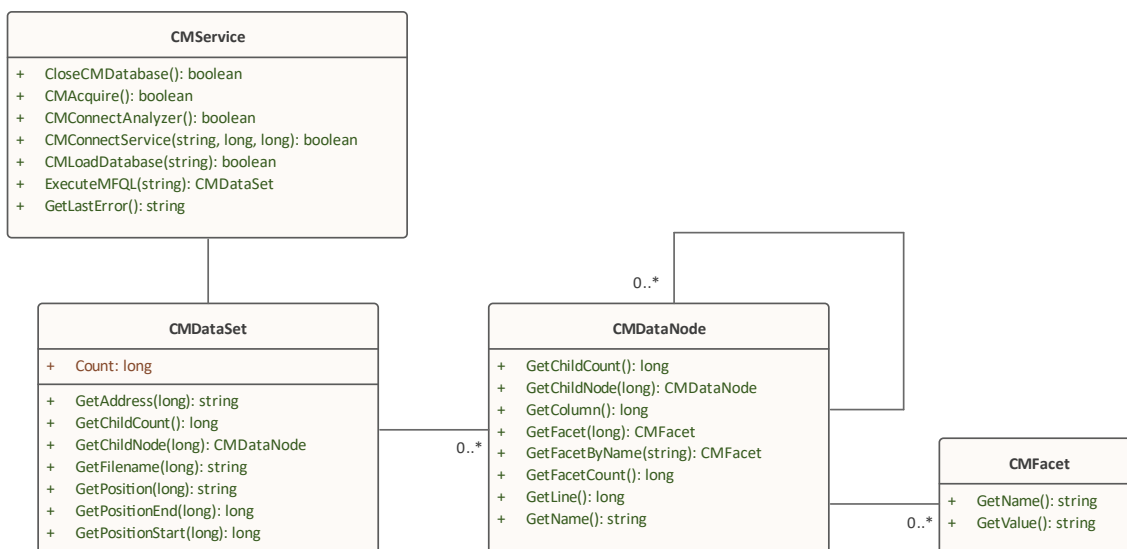 CMService
+ CloseCMDatabase(): boolean
+ CMAcquire(): boolean
+ CMConnectAnalyzer(): boolean
+ CMConnectService(string, long, long): boolean
+ CMLoadDatabase(string): boolean
+ ExecuteMFQL(string): CMDataSet
+ GetLastError(): string
0..*
CMDataSet
+ Count: long
+ GetAddress(long): string
+ GetChildCount(): long
+ GetChildNode(long): CMDataNode
+ GetFilename(long): string
+ GetPosition(long): string
+ GetPositionEnd(long): long
+ GetPositionStart(long): long
0..*
CMDataNode
+ GetChildCount(): long
+ GetChildNode(long): CMDataNode
+ GetColumn(): long
+ GetFacet(long): CMFacet
+ GetFacetByName(string): CMFacet
+ GetFacetCount(): long
+ GetLine(): long
+ GetName(): string
0..*
CMFacet
+ GetName(): string
+ GetValue(): string